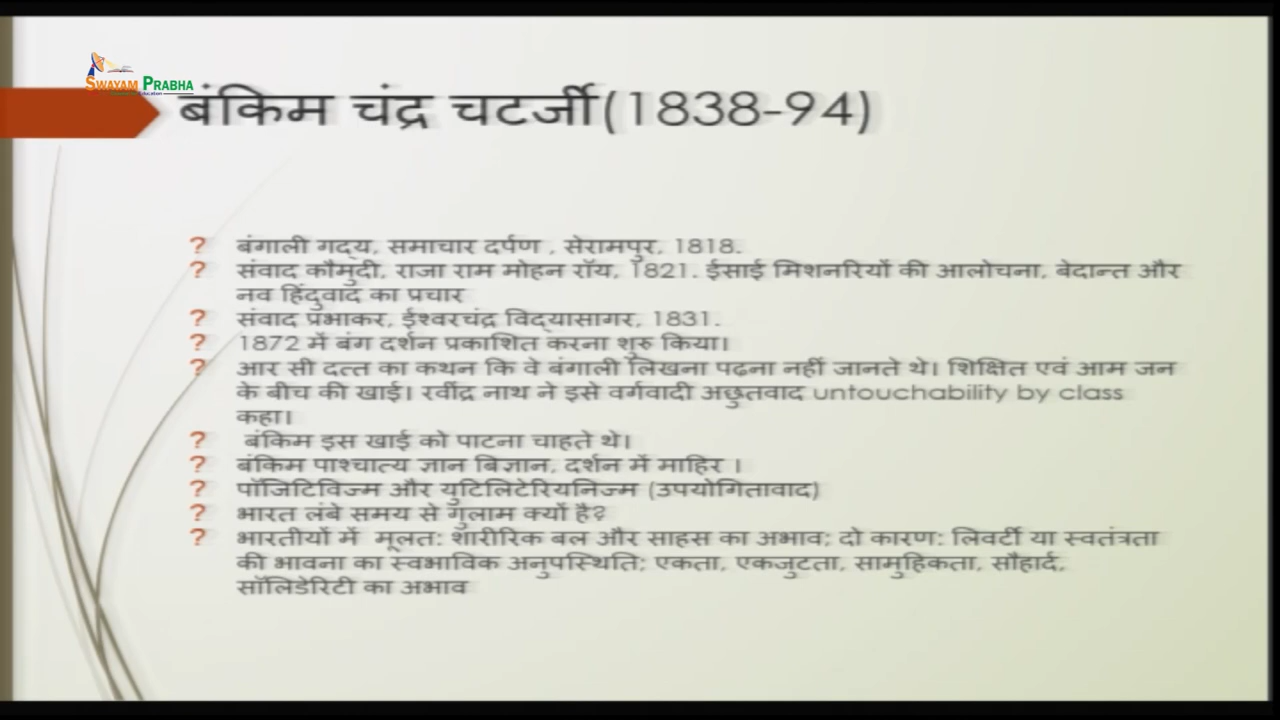 SWAYAM PRABHA
बंकिम चंद्र चटर्जी(1838-94)
? बंगाली गद्य, समाचार दर्पण , सेरामपुर, 1818.
? संवाद कौमुदी, राजा राम मोहन रॉय, 1821. ईसाई मिशनरियों की आलोचना, बेदान्त और
नव हिंदुवाद का प्रचार
? संवाद प्रभाकर, ईश्वरचंद्र विद्यासागर, 1831.
? 1872 में बंग दर्शन प्रकाशित करना शुरु किया।
? आर सी दत्त का कथन कि वे बंगाली लिखना पढ़ना नहीं जानते थे। शिक्षित एवं आम जन
के बीच की खाई। रवींद्र नाथ ने इसे वर्गवादी अछुतवाद untouchability by class
कहा।
? बंकिम इस खाई को पाटना चाहते थे।
? बंकिम पाश्चात्य ज्ञान बिज्ञान, दर्शन में माहिर ।
? पॉजिटिविज्म और युटिलिटेरियनिज्म (उपयोगितावाद)
? भारत लंबे समय से गुलाम क्यों है?
? भारतीयों में मूलत: शारीरिक बल और साहस का अभाव; दो कारण: लिवर्टी या स्वतंत्रता
की भावना का स्वभाविक अनुपस्थिति; एकता, एकजुटता, सामुहिकता, सौहार्द,
सॉलिडेरिटी का अभाव